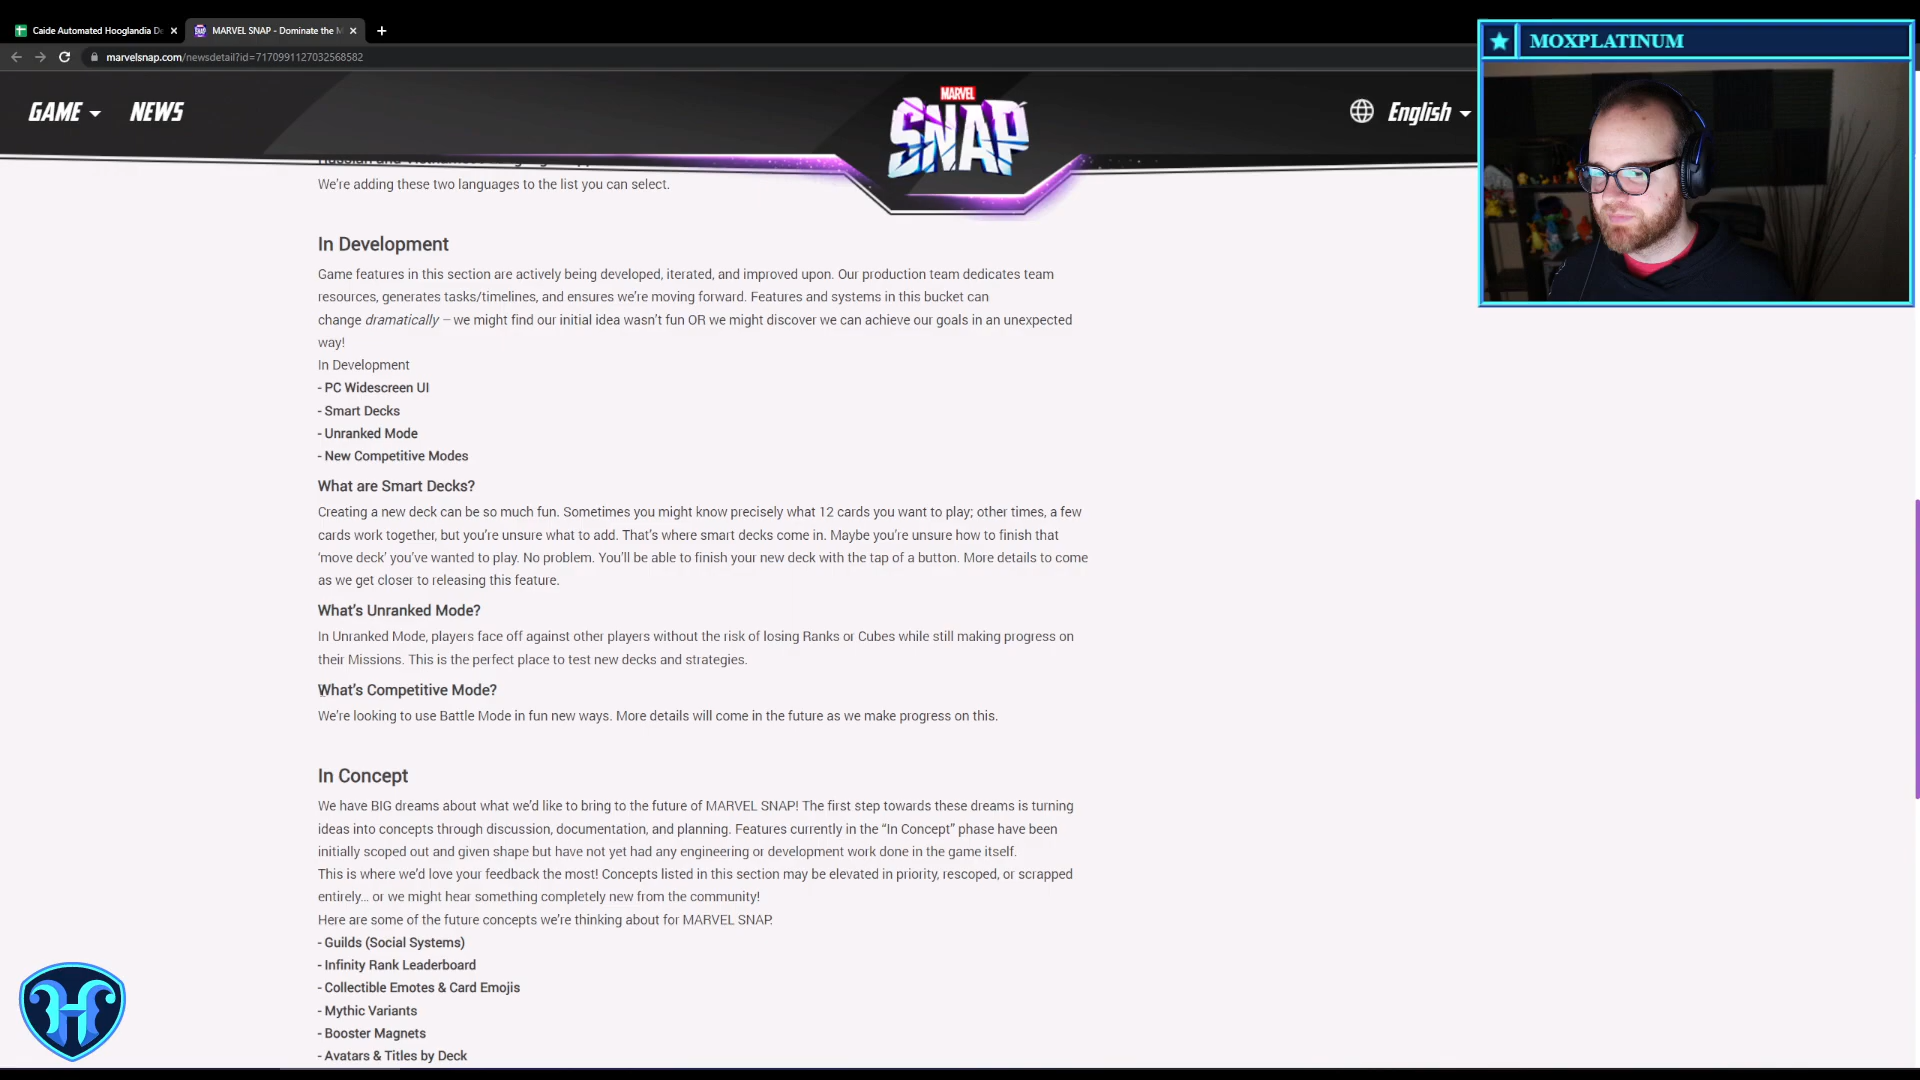 Caide Automated Hooglandia De
MARVEL SNAP - Dominate the M
marvelsnap.com/newsdetail?id=7170991127032568582
MOXPLATINUM
GAME
NEWS
MARVEL
SNAP
English
We're adding these two languages to the list you can select.
In Development
Game features in this section are actively being developed, iterated, and improved upon. Our production team dedicates team
resources, generates tasks/timelines, and ensures we're moving forward. Features and systems in this bucket can
change dramatically – we might find our initial idea wasn't fun OR we might discover we can achieve our goals in an unexpected
way!
In Development
- PC Widescreen UI
- Smart Decks
- Unranked Mode
- New Competitive Modes
What are Smart Decks?
Creating a new deck can be so much fun. Sometimes you might know precisely what 12 cards you want to play; other times, a few
cards work together, but you're unsure what to add. That's where smart decks come in. Maybe you're unsure how to finish that
‘move deck’ you've wanted to play. No problem. You'll be able to finish your new deck with the tap of a button. More details to come
as we get closer to releasing this feature.
What's Unranked Mode?
In Unranked Mode, players face off against other players without the risk of losing Ranks or Cubes while still making progress on
their Missions. This is the perfect place to test new decks and strategies.
What's Competitive Mode?
We're looking to use Battle Mode in fun new ways. More details will come in the future as we make progress on this.
In Concept
We have BIG dreams about what we'd like to bring to the future of MARVEL SNAP! The first step towards these dreams is turning
ideas into concepts through discussion, documentation, and planning. Features currently in the “In Concept” phase have been
initially scoped out and given shape but have not yet had any engineering or development work done in the game itself.
This is where we'd love your feedback the most! Concepts listed in this section may be elevated in priority, rescoped, or scrapped
entirely… or we might hear something completely new from the community!
Here are some of the future concepts we're thinking about for MARVEL SNAP.
- Guilds (Social Systems)
- Infinity Rank Leaderboard
- Collectible Emotes & Card Emojis
- Mythic Variants
- Booster Magnets
- Avatars & Titles by Deck